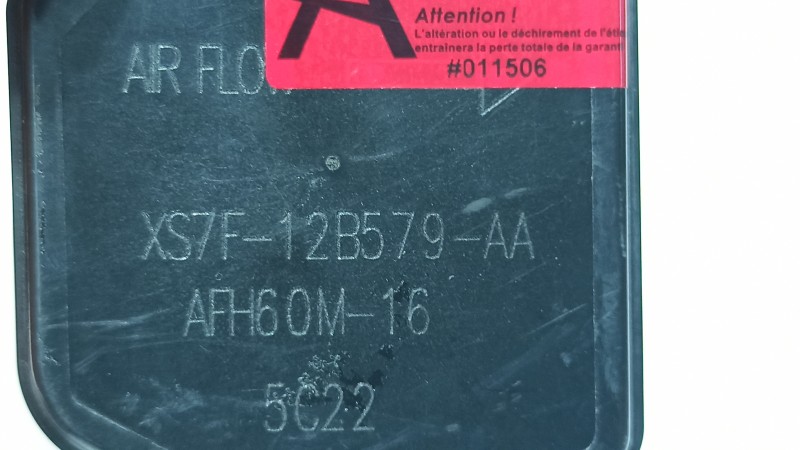 Attention !
L'altération ou le déchirement de l'éti
entraînera la perte totale de la garant
#011506
AIR FLO
XS7F-12B579-AA
AFH60M-16
5C22